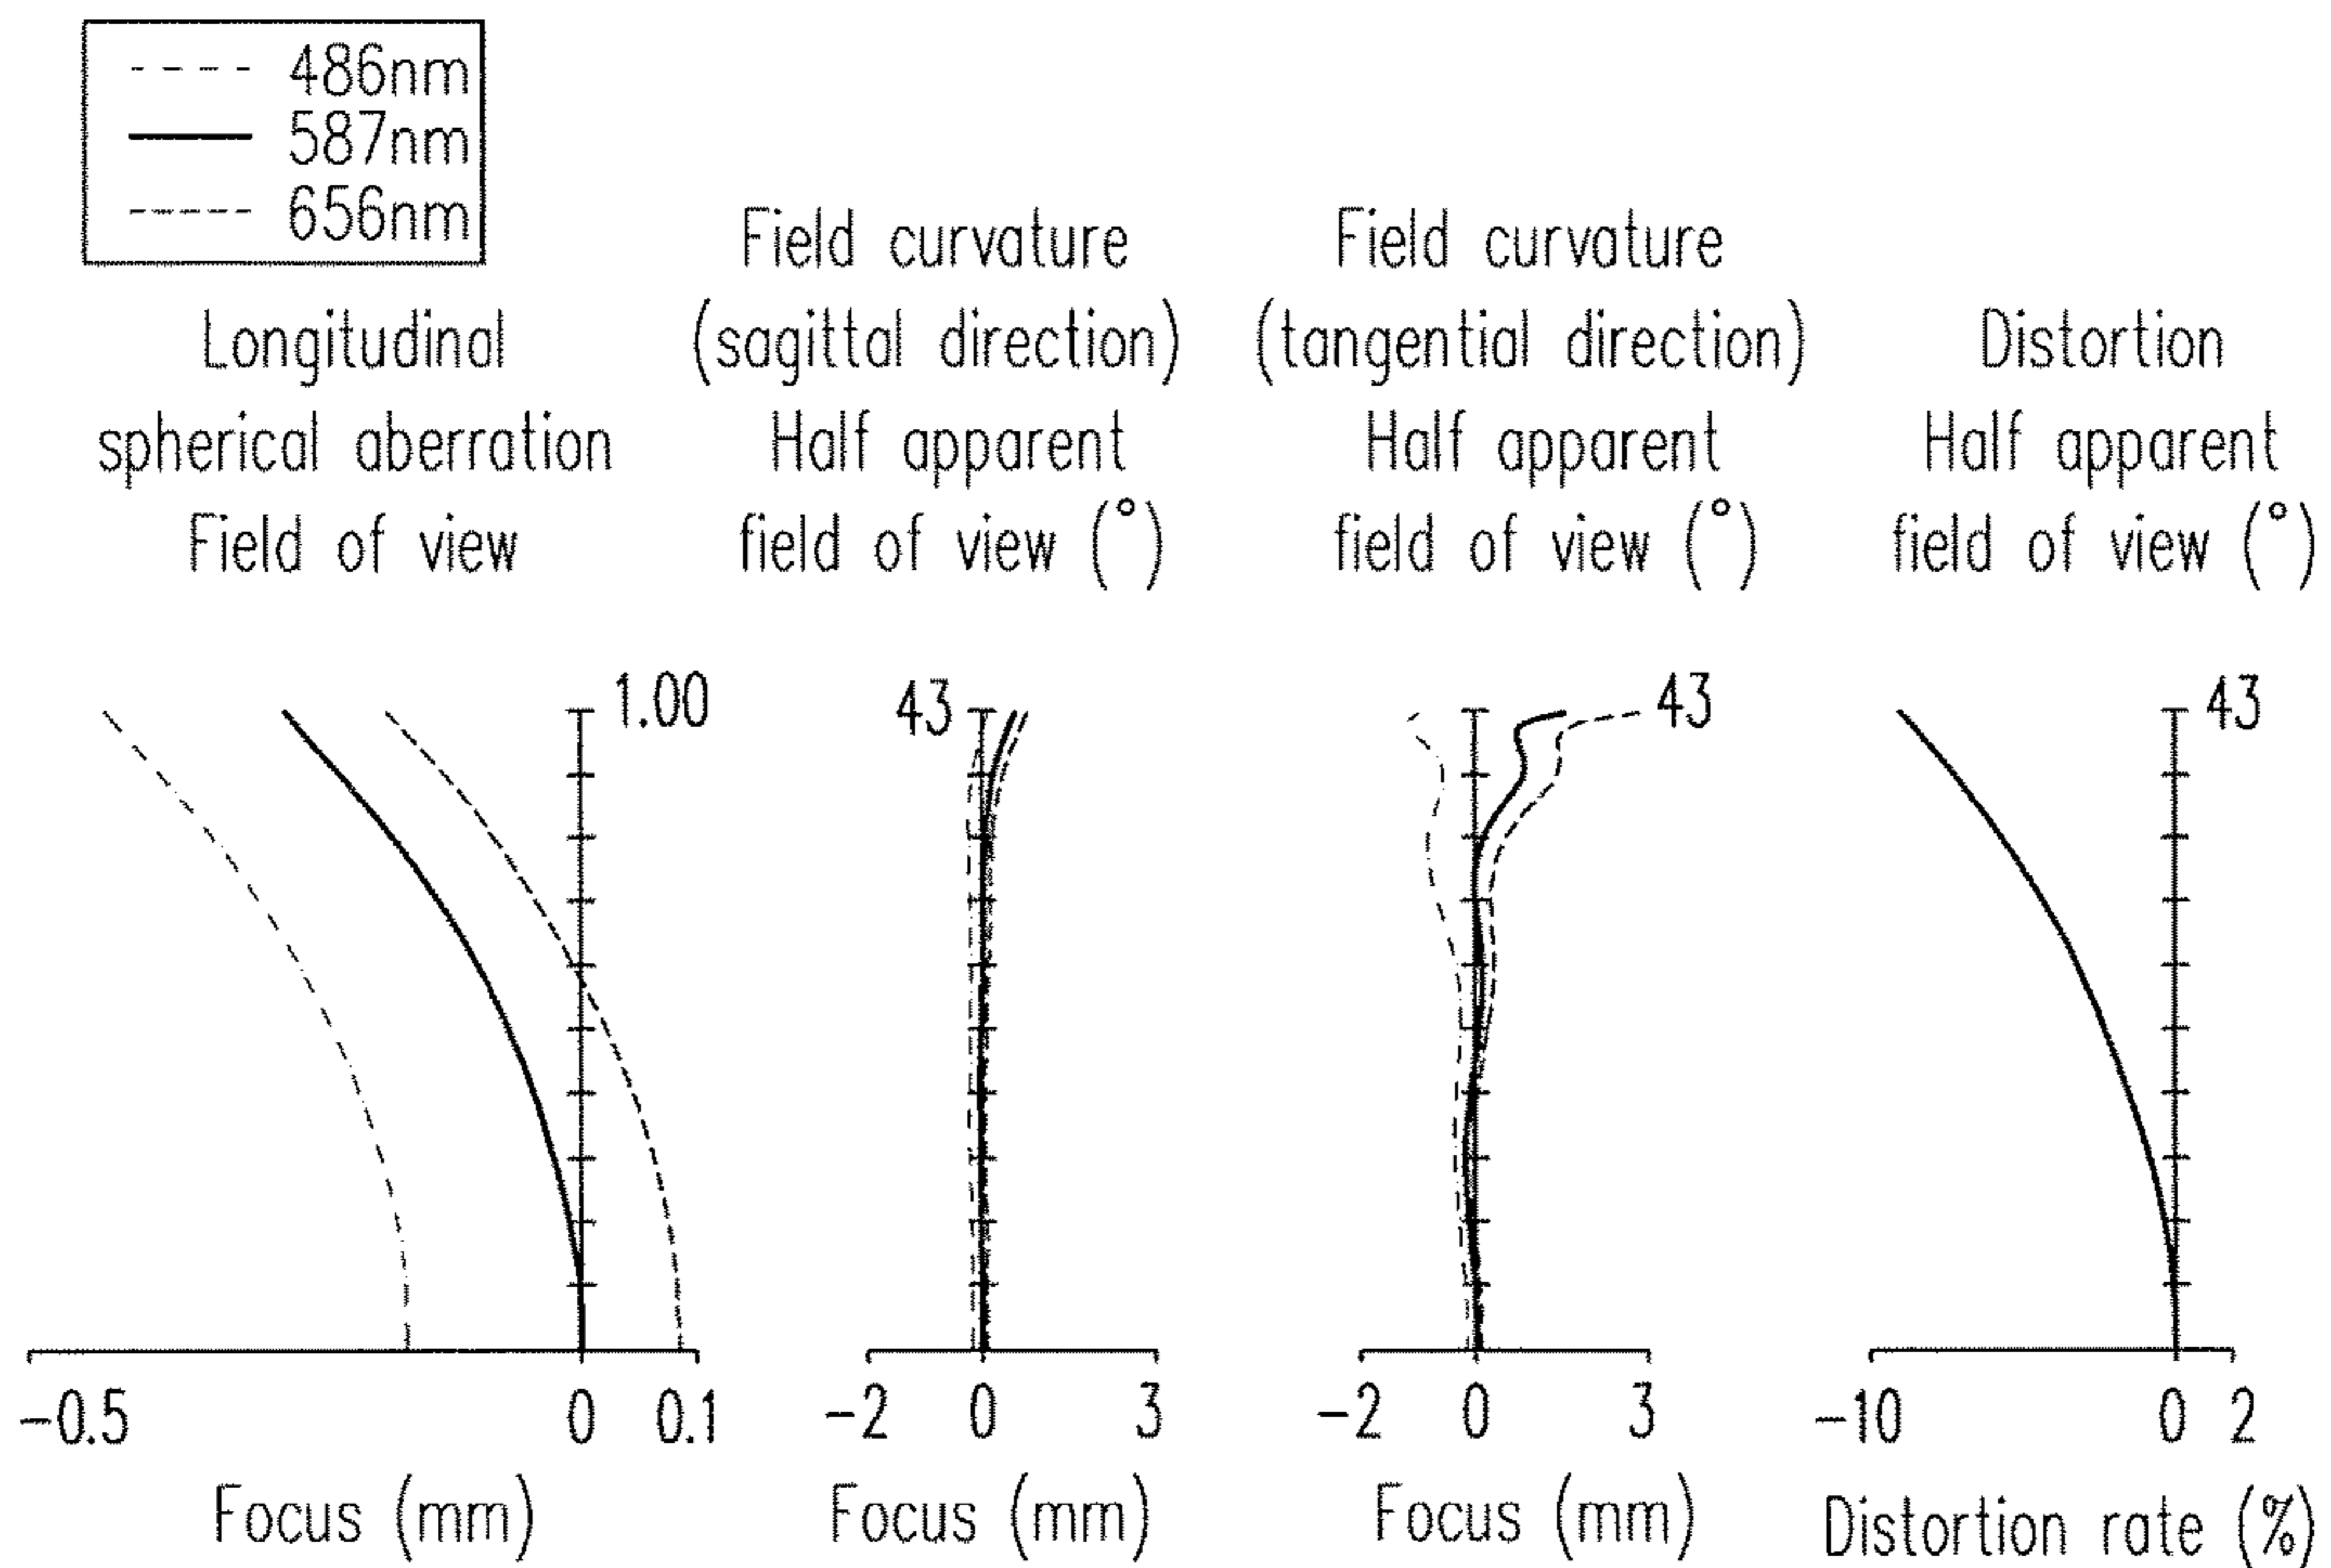 486nm
587nm
656nm
Longitudinal
spherical aberration
Field of view
1.00
-0.5
0
0.1
Focus (mm)
Field curvature
(sagittal direction)
Half apparent
field of view (°)
43
-2
0
3
Focus (mm)
Field curvature
(tangential direction)
Half apparent
field of view (°)
43
-2
0
3
Focus (mm)
Distortion
Half apparent
field of view (°)
43
-10
0
2
Distortion rate (%)